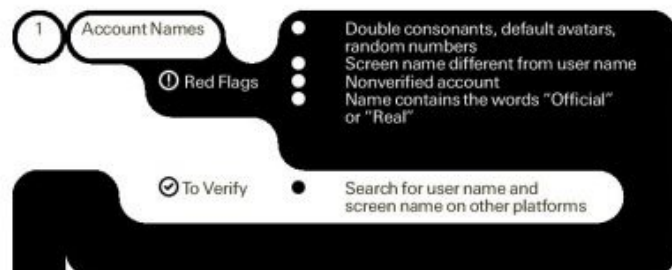 1 Account Names
Red Flags
Double consonants, default avatars,
random numbers
Screen name different from user name
Nonverified account
Name contains the words “Official”
or “Real”
To Verify
Search for user name and
screen name on other platforms